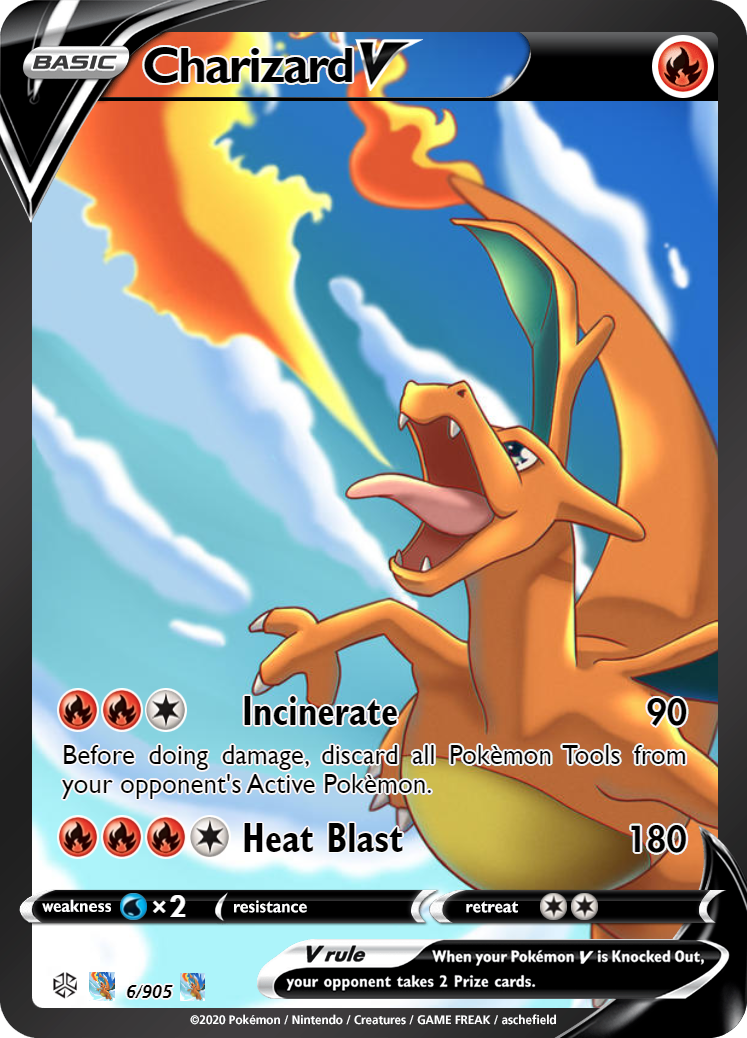 BASIC Charizard V
Incinerate 90
Before doing damage, discard all Pokèmon Tools from
your opponent's Active Pokèmon.
Heat Blast 180
weakness ×2 resistance retreat
V rule When your Pokémon V is Knocked Out,
your opponent takes 2 Prize cards.
6/905
©2020 Pokémon / Nintendo / Creatures / GAME FREAK / aschefield